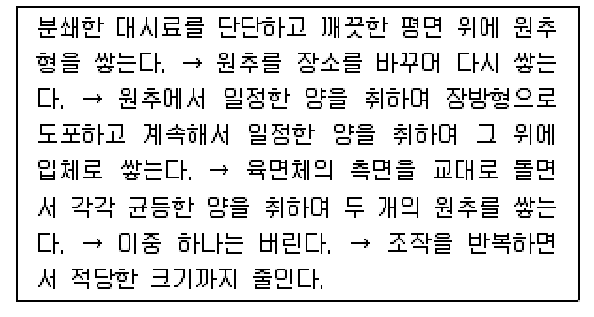 분쇄한 대시료를 단단하고 깨끗한 평면 위에 원추
형을 쌓는다. → 원추를 장소를 바꾸어 다시 쌓는
다. → 원추에서 일정한 양을 취하여 장방형으로
도포하고 계속해서 일정한 양을 취하여 그 위에
입체로 쌓는다. → 육면체의 측면을 교대로 돌면
서 각각 균등한 양을 취하여 두 개의 원추를 쌓는
다. → 이중 하나는 버린다. → 조작을 반복하면
서 적당한 크기까지 줄인다.